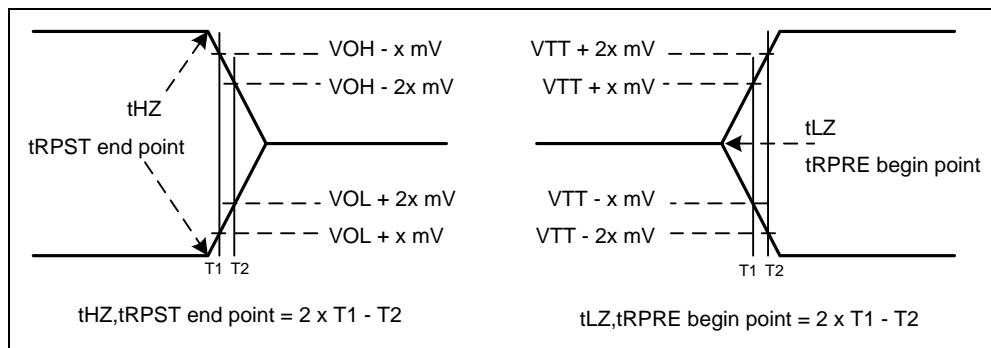 VOH - x mV
VOH - 2x mV
tHZ
tRPST end point
VOL + 2x mV
VOL + x mV
T1 T2
tHZ,tRPST end point = 2 x T1 - T2
VTT + 2x mV
VTT + x mV
tLZ
tRPRE begin point
VTT - x mV
VTT - 2x mV
T1 T2
tLZ,tRPRE begin point = 2 x T1 - T2